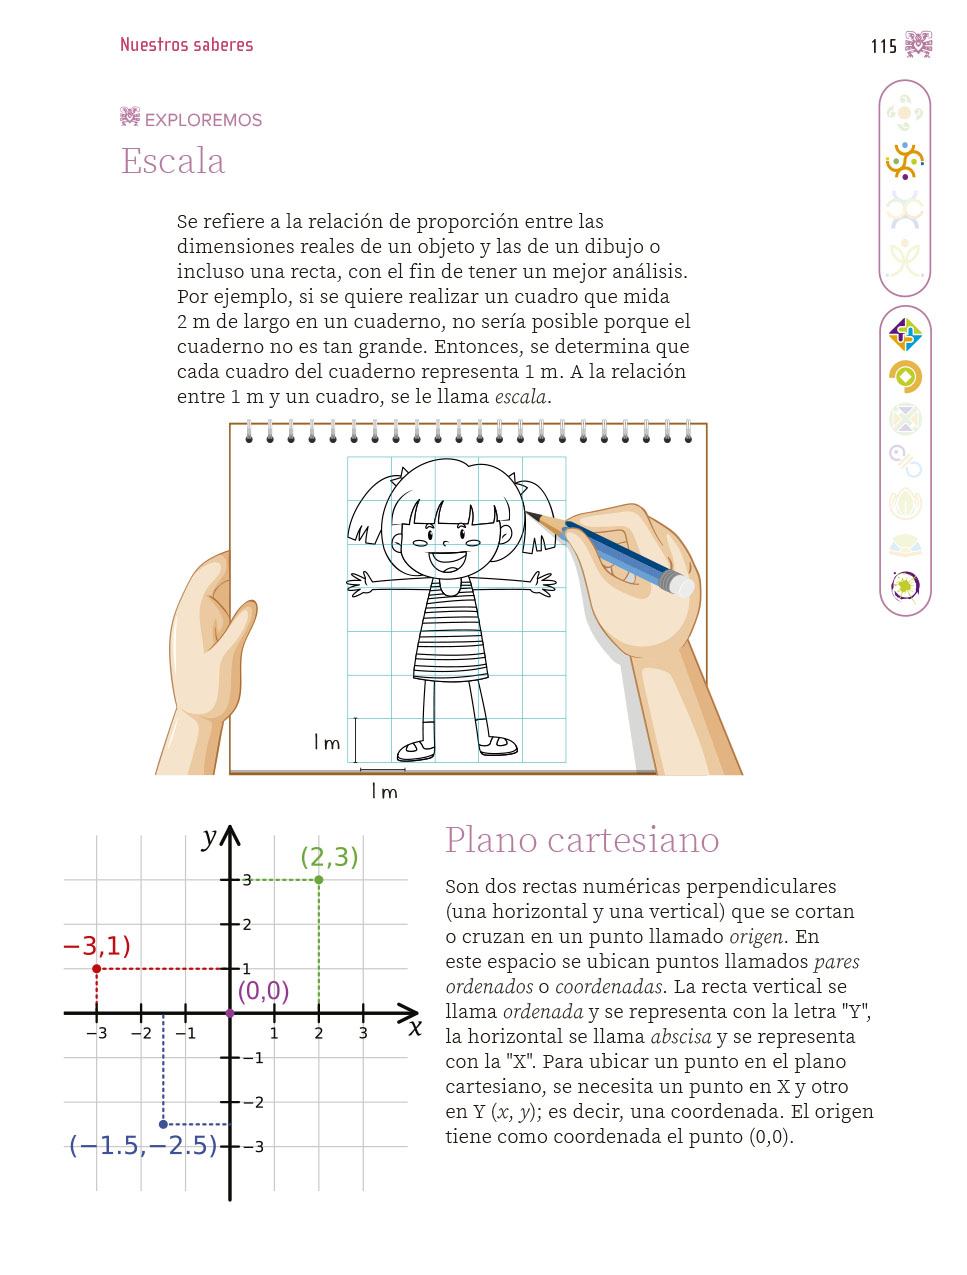 Nuestros saberes
115
EXPLOREMOS
Escala
Se refiere a la relación de proporción entre las
dimensiones reales de un objeto y las de un dibujo o
incluso una recta, con el fin de tener un mejor análisis.
Por ejemplo, si se quiere realizar un cuadro que mida
2 m de largo en un cuaderno, no sería posible porque el
cuaderno no es tan grande. Entonces, se determina que
cada cuadro del cuaderno representa 1 m. A la relación
entre 1 m y un cuadro, se le llama escala.
1 m
1 m
y
(2,3)
3
2
−3,1)
1
(0,0)
−3 −2 −1 1 2 3 x
−1
−2
(−1.5,−2.5)
−3
Plano cartesiano
Son dos rectas numéricas perpendiculares
(una horizontal y una vertical) que se cortan
o cruzan en un punto llamado origen. En
este espacio se ubican puntos llamados pares
ordenados o coordenadas. La recta vertical se
llama ordenada y se representa con la letra "Y",
la horizontal se llama abscisa y se representa
con la "X". Para ubicar un punto en el plano
cartesiano, se necesita un punto en X y otro
en Y (x, y); es decir, una coordenada. El origen
tiene como coordenada el punto (0,0).